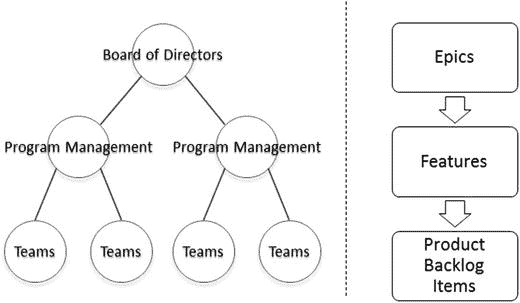 Board of Directors
Epics
Program Management
Program Management
Features
Teams
Teams
Teams
Teams
Product
Backlog
Items